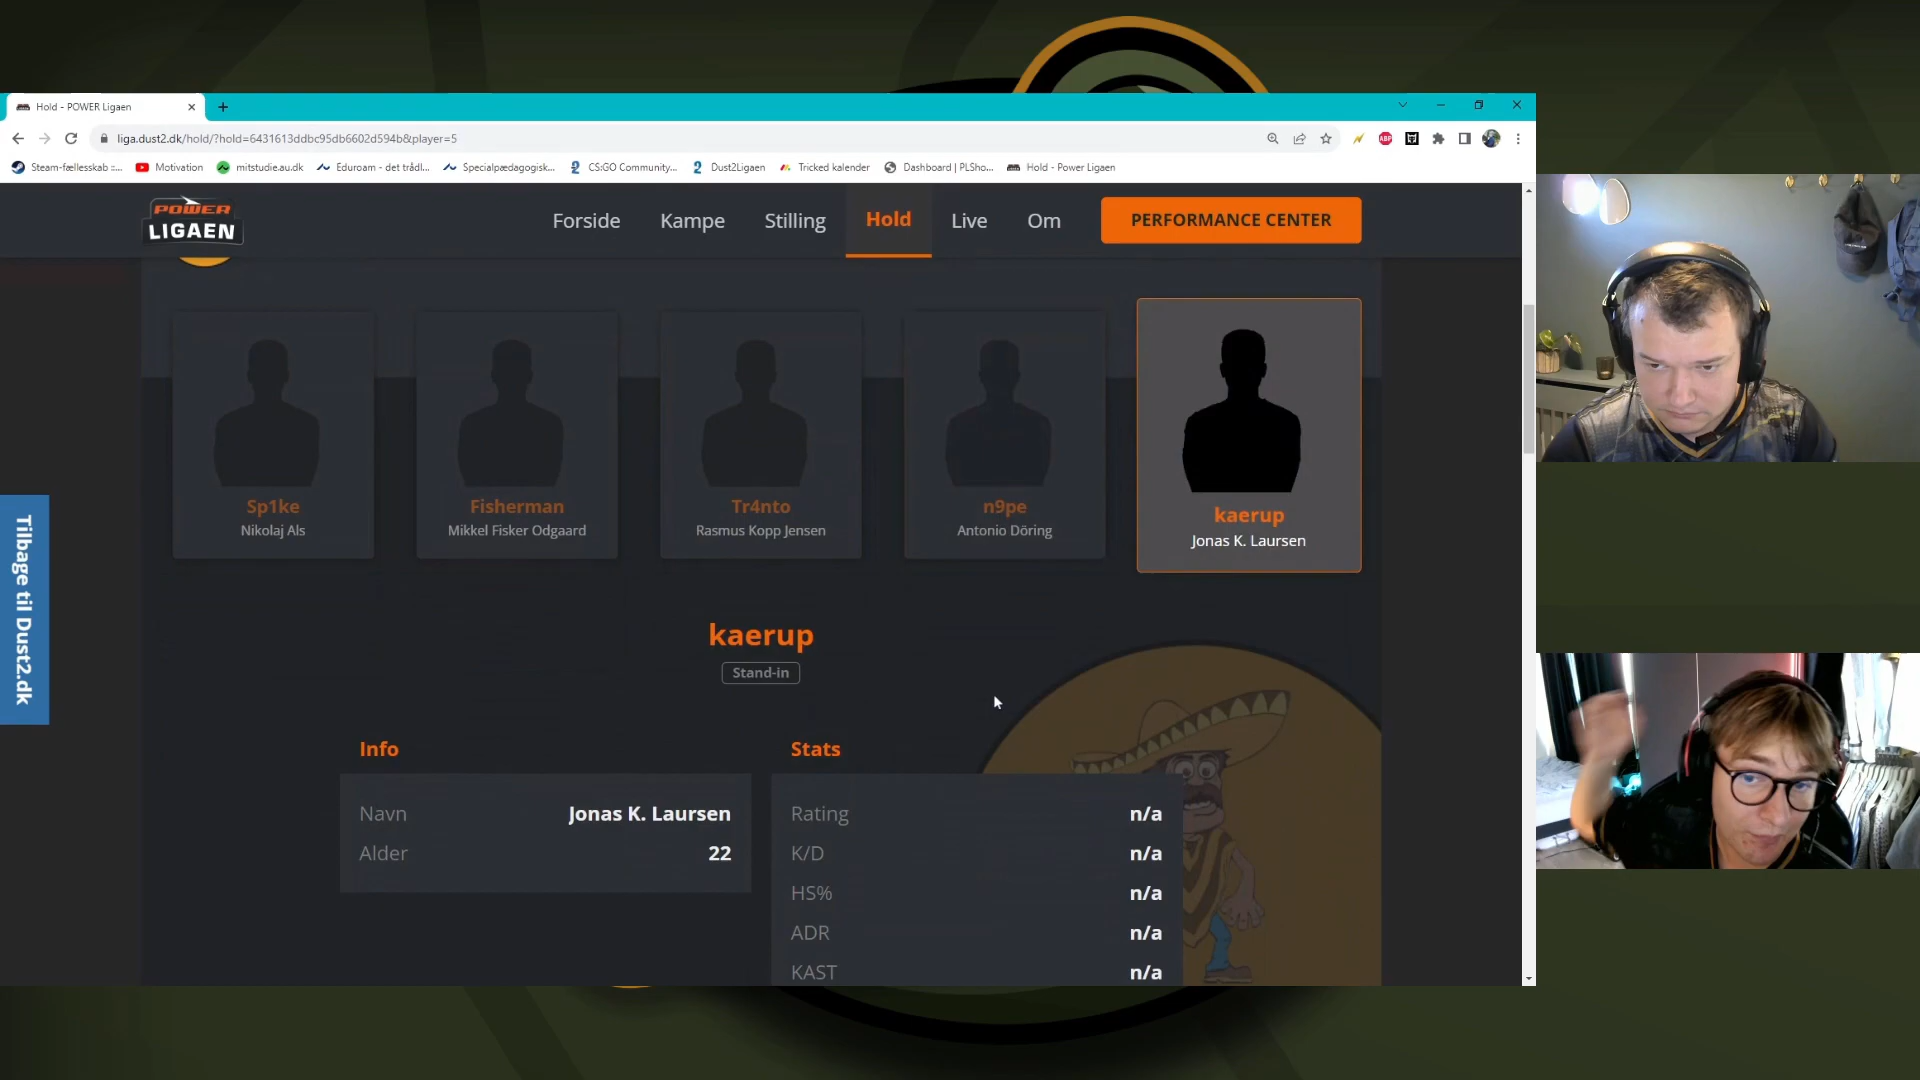 Hold - POWER Ligaen
liga.dust2.dk/hold/?hold=6431613ddbc95db6602d594b&player=5
ABP
Steam-fællesskab ::...
Motivation
mitstudie.au.dk
Eduroam - det trådl...
Specialpædagogisk...
2 CS:GO Community...
2 Dust2Ligaen
Tricked kalender
Dashboard | PLSho...
Hold - Power Ligaen
POWER
LIGAEN
Forside
Kampe
Stilling
Hold
Live
Om
PERFORMANCE CENTER
Sp1ke
Nikolaj Als
Fisherman
Mikkel Fisker Odgaard
Tr4nto
Rasmus Kopp Jensen
n9pe
Antonio Döring
kaerup
Jonas K. Laursen
Tilbage til Dust2.dk
kaerup
Stand-in
Info
Navn Jonas K. Laursen
Alder 22
Stats
Rating n/a
K/D n/a
HS% n/a
ADR n/a
KAST n/a